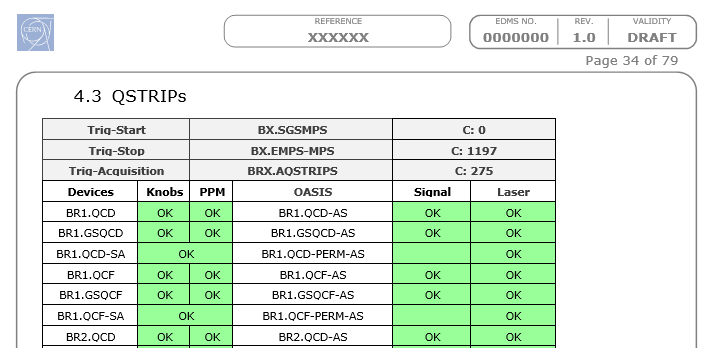 CERN
REFERENCE
XXXXXX
EDMS NO. REV. VALIDITY
0000000 1.0 DRAFT
Page 34 of 79
4.3 QSTRIPs
Trig-Start BX.SGSMPS C: 0
Trig-Stop BX.EMPS-MPS C: 1197
Trig-Acquisition BRX.AQSTRIPS C: 275
Devices Knobs PPM OASIS Signal Laser
BR1.QCD OK OK BR1.QCD-AS OK OK
BR1.GSQCD OK OK BR1.GSQCD-AS OK OK
BR1.QCD-SA OK BR1.QCD-PERM-AS OK
BR1.QCF OK OK BR1.QCF-AS OK OK
BR1.GSQCF OK OK BR1.GSQCF-AS OK OK
BR1.QCF-SA OK BR1.QCF-PERM-AS OK
BR2.QCD OK OK BR2.QCD-AS OK OK